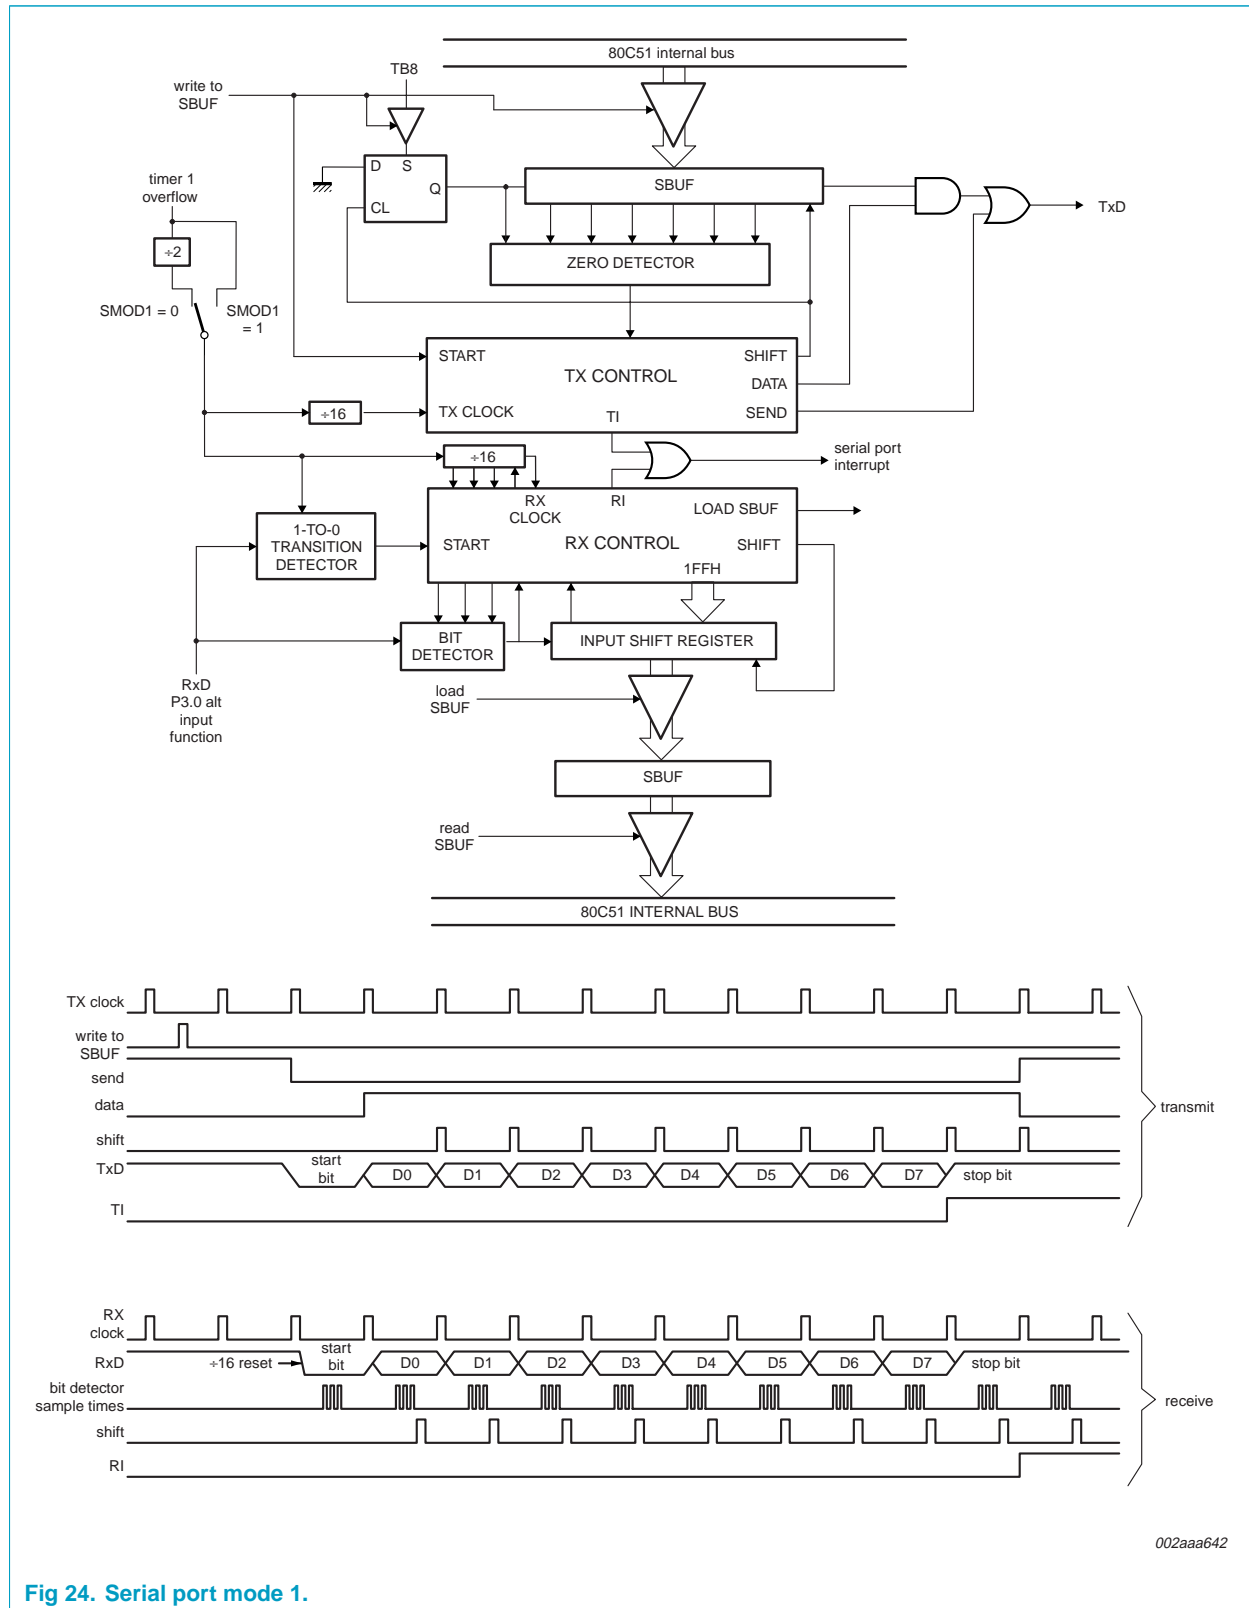 80C51 internal bus
TB8
write to
SBUF
D
S
Q
CL
SBUF
TxD
timer 1
overflow
÷2
ZERO DETECTOR
SMOD1 = 0
SMOD1
= 1
START
SHIFT
TX CONTROL
DATA
÷16
TX CLOCK
TI
SEND
serial port
interrupt
÷16
RX
CLOCK
RI
LOAD SBUF
1-TO-0
TRANSITION
DETECTOR
START
RX CONTROL
SHIFT
1FFH
BIT
DETECTOR
INPUT SHIFT REGISTER
RxD
P3.0 alt
input
function
load
SBUF
SBUF
read
SBUF
80C51 INTERNAL BUS
TX clock
write to
SBUF
send
data
shift
TxD
start
bit
D0
D1
D2
D3
D4
D5
D6
D7
stop bit
TI
transmit
RX
clock
RxD
÷16 reset
start
bit
D0
D1
D2
D3
D4
D5
D6
D7
stop bit
bit detector
sample times
shift
RI
receive
002aaa642
Fig 24. Serial port mode 1.